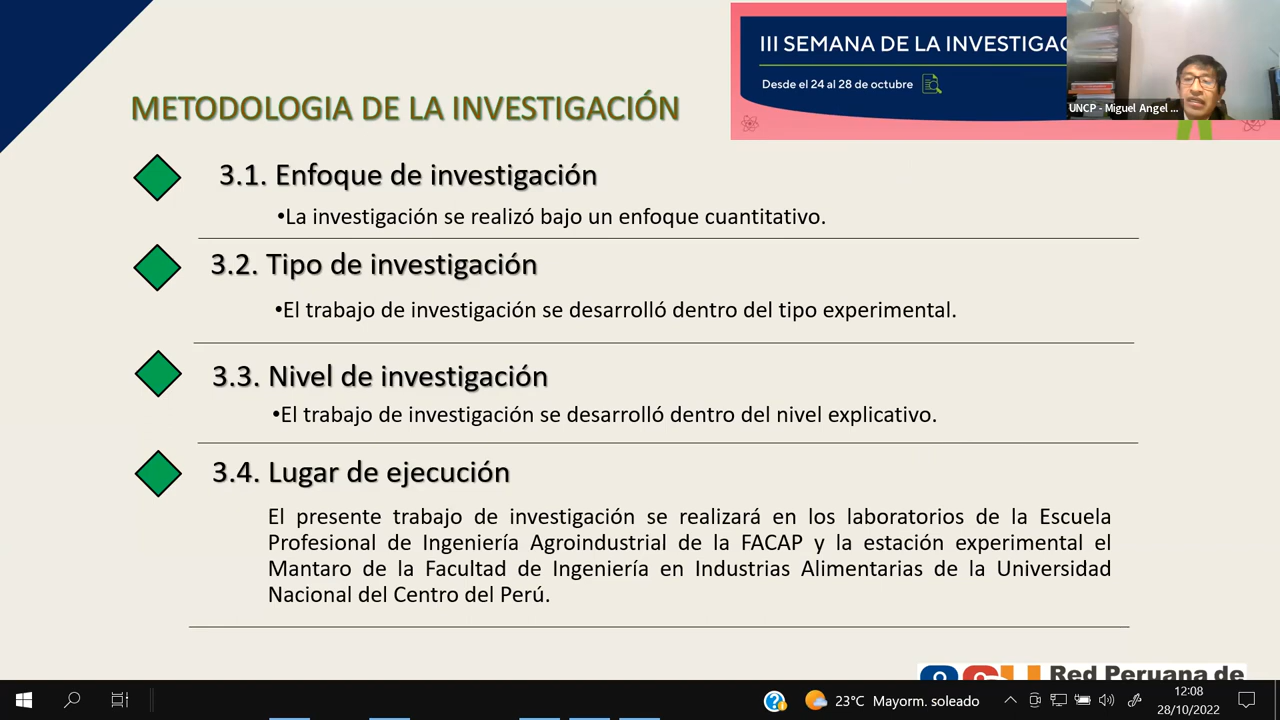 III SEMANA DE LA INVESTIGAC
Desde el 24 al 28 de octubre
UNCP - Miguel Angel ...
METODOLOGIA DE LA INVESTIGACIÓN
3.1. Enfoque de investigación
•La investigación se realizó bajo un enfoque cuantitativo.
3.2. Tipo de investigación
•El trabajo de investigación se desarrolló dentro del tipo experimental.
3.3. Nivel de investigación
•El trabajo de investigación se desarrolló dentro del nivel explicativo.
3.4. Lugar de ejecución
El presente trabajo de investigación se realizará en los laboratorios de la Escuela
Profesional de Ingeniería Agroindustrial de la FACAP y la estación experimental el
Mantaro de la Facultad de Ingeniería en Industrias Alimentarias de la Universidad
Nacional del Centro del Perú.
Red Peruana de
23°C Mayorm. soleado
12:08
28/10/2022